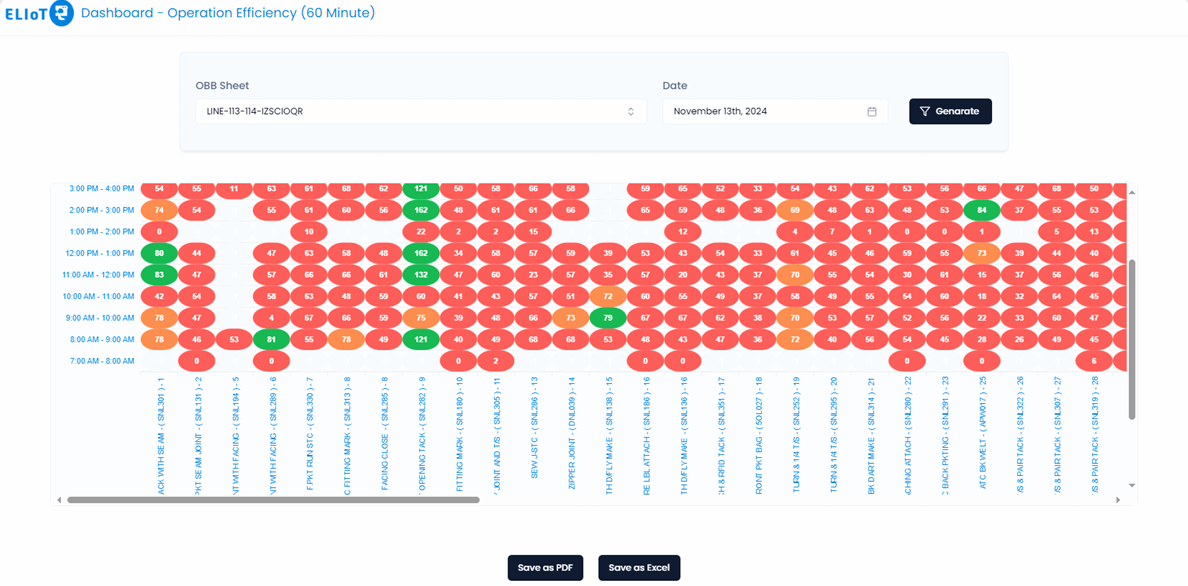 ELIoT Dashboard - Operation Efficiency (60 Minute)
OBB Sheet
Date
LINE-113-114-IZSCIOQR
November 13th, 2024
Genarate
3:00 PM - 4:00 PM 54 55 11 63 61 68 62 121 50 58 66 58 59 65 52 33 54 43 62 53 56 66 47 68 50
2:00 PM - 3:00 PM 74 54 55 61 60 56 162 48 61 61 66 65 59 48 36 69 48 63 48 53 84 37 55 53
1:00 PM - 2:00 PM 0 10 22 2 2 15 12 4 7 1 0 0 1 5 13
12:00 PM - 1:00 PM 80 44 47 63 58 48 162 34 58 57 59 39 53 43 54 33 61 45 46 59 55 73 39 44 40
11:00 AM - 12:00 PM 83 47 57 66 66 61 132 47 60 23 57 35 57 20 43 37 70 55 54 30 61 15 37 56 46
10:00 AM - 11:00 AM 42 54 58 63 48 59 60 41 43 57 51 72 60 55 49 37 58 49 55 54 60 18 32 64 45
9:00 AM - 10:00 AM 78 47 4 67 66 59 75 39 48 66 73 79 67 67 62 38 70 53 57 52 56 22 33 60 47
8:00 AM - 9:00 AM 78 46 53 81 55 78 49 121 49 57 68 68 53 48 43 47 36 72 40 56 54 45 28 26 49 45
7:00 AM - 8:00 AM 0 0 0 2 0 0 0 0 6
ACK WITH SEAM - ( SNL301 ) - 1
PKT SEAM JOINT - ( SNL131 ) - 2
NT WITH FACING - ( SNL194 ) - 5
NT WITH FACING - ( SNL289 ) - 6
F.PKT RUN STC - ( SNL330 ) - 7
C FITTING MARK - ( SNL313 ) - 8
FACING CLOSE - ( SNL285 ) - 8
OPENING TACK - ( SNL282 ) - 9
FITTING MARK - ( SNL180 ) - 10
JOINT AND T/S - ( SNL305 ) - 11
SEW J-STC - ( SNL286 ) - 13
ZIPPER JOINT - ( DNL039 ) - 14
TH D/FLY MAKE - ( SNL138 ) - 15
RE LBL ATTACH - ( SNL186 ) - 16
TH D/FLY MAKE - ( SNL136 ) - 16
CH & RFID TACK - ( SNL351 ) - 17
RONT PKT BAG - ( 5OL027 ) - 18
TURN & 1/4 T/S - ( SNL252 ) - 19
TURN & 1/4 T/S - ( SNL295 ) - 20
BK DART MAKE - ( SNL314 ) - 21
CHING ATTACH - ( SNL280 ) - 22
C BACK PKTING - ( SNL291 ) - 23
ATC BK WELT - ( APW017 ) - 25
T/S & PAIR TACK - ( SNL322 ) - 26
T/S & PAIR TACK - ( SNL307 ) - 27
T/S & PAIR TACK - ( SNL319 ) - 28
Save as PDF
Save as Excel